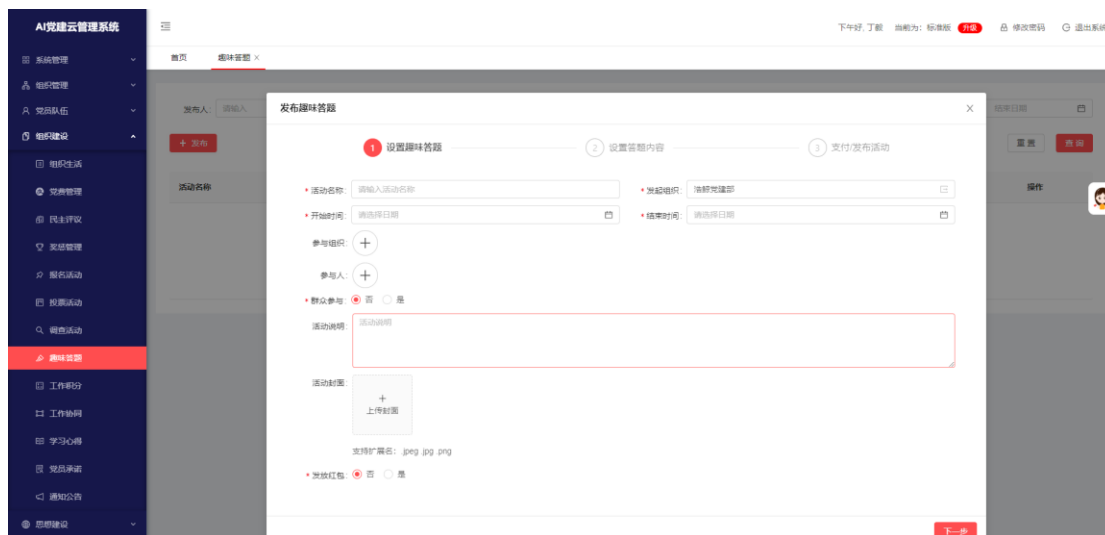 AI党建云管理系统
下午好, 丁毅 当前为：标准版 升级 修改密码 退出系统
系统管理
首页 趣味答题 ×
组织管理
党员队伍
发布人: 请输入
发布趣味答题
结束日期
组织建设
+ 发布
1 设置趣味答题
2 设置答题内容
3 支付/发布活动
重置 查询
组织生活
党费管理
活动名称
* 活动名称: 请输入活动名称
* 发起组织:
操作
民主评议
* 开始时间: 请选择日期
* 结束时间: 请选择日期
奖惩管理
参与组织:
报名活动
参与人:
投票活动
* 群众参与: 否 是
调查活动
活动说明: 活动说明
趣味答题
工作积分
活动封面:
+
上传封面
工作协同
学习心得
支持扩展名: .jpeg .jpg .png
党员承诺
* 发放红包: 否 是
通知公告
思想建设
下一步